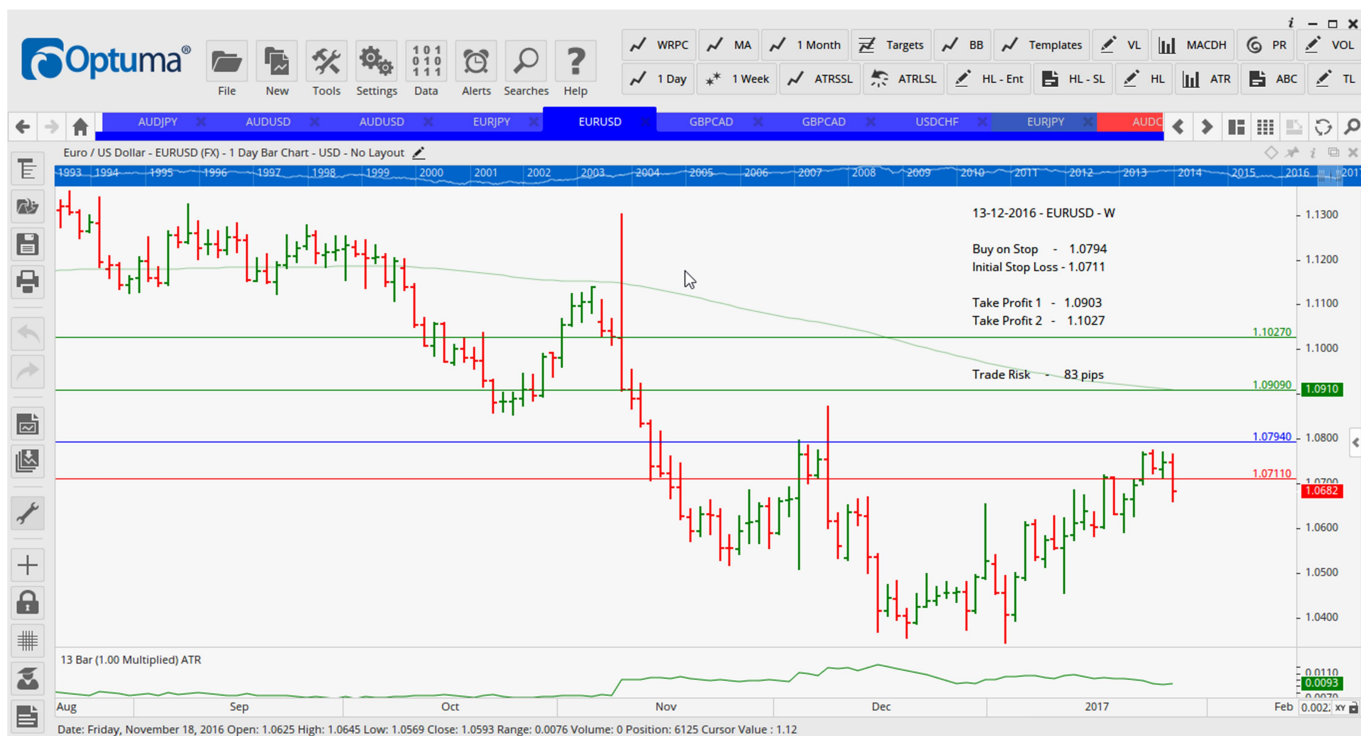 i
Optuma®
File New Tools Settings Data Alerts Searches Help
WRPC MA 1 Month Targets BB Templates VL MACDH PR VOL
1 Day 1 Week ATRSSL ATRLSL HL - Ent HL - SL HL ATR ABC TL
AUDJPY AUDUSD AUDUSD EURJPY EURUSD GBPCAD GBPCAD USDCHF EURJPY AUDC
Euro / US Dollar - EURUSD (FX) - 1 Day Bar Chart - USD - No Layout
1993 1994 1995 1996 1997 1998 1999 2000 2001 2002 2003 2004 2005 2006 2007 2008 2009 2010 2011 2012 2013 2014 2015 2016 2017
13-12-2016 - EURUSD - W
1.1300
Buy on Stop - 1.0794
Initial Stop Loss - 1.0711
1.1200
Take Profit 1 - 1.0903
1.1100
Take Profit 2 - 1.1027
1.10270
1.1000
Trade Risk - 83 pips
1.09090
1.0910
1.07940
1.0800
1.07110
1.0700
1.0682
1.0600
1.0500
1.0400
13 Bar (1.00 Multiplied) ATR
0.0110
0.0093
0.0070
Aug Sep Oct Nov Dec 2017 Feb 0.002 XY
Date: Friday, November 18, 2016 Open: 1.0625 High: 1.0645 Low: 1.0569 Close: 1.0593 Range: 0.0076 Volume: 0 Position: 6125 Cursor Value : 1.12